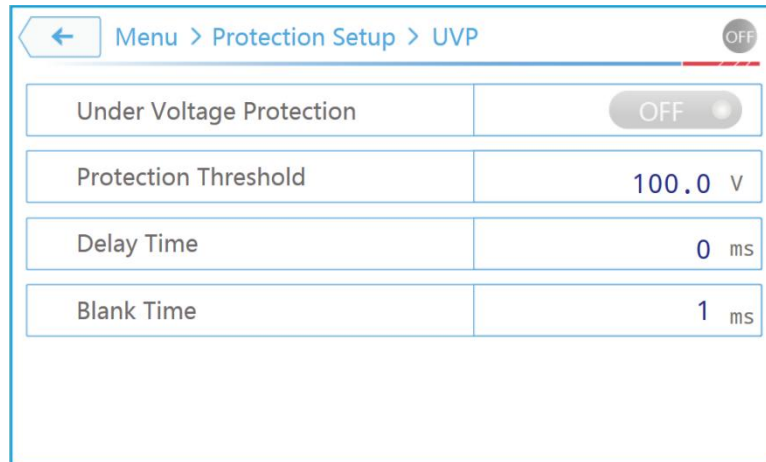 Menu > Protection Setup > UVP OFF
Under Voltage Protection OFF
Protection Threshold 100.0 V
Delay Time 0 ms
Blank Time 1 ms